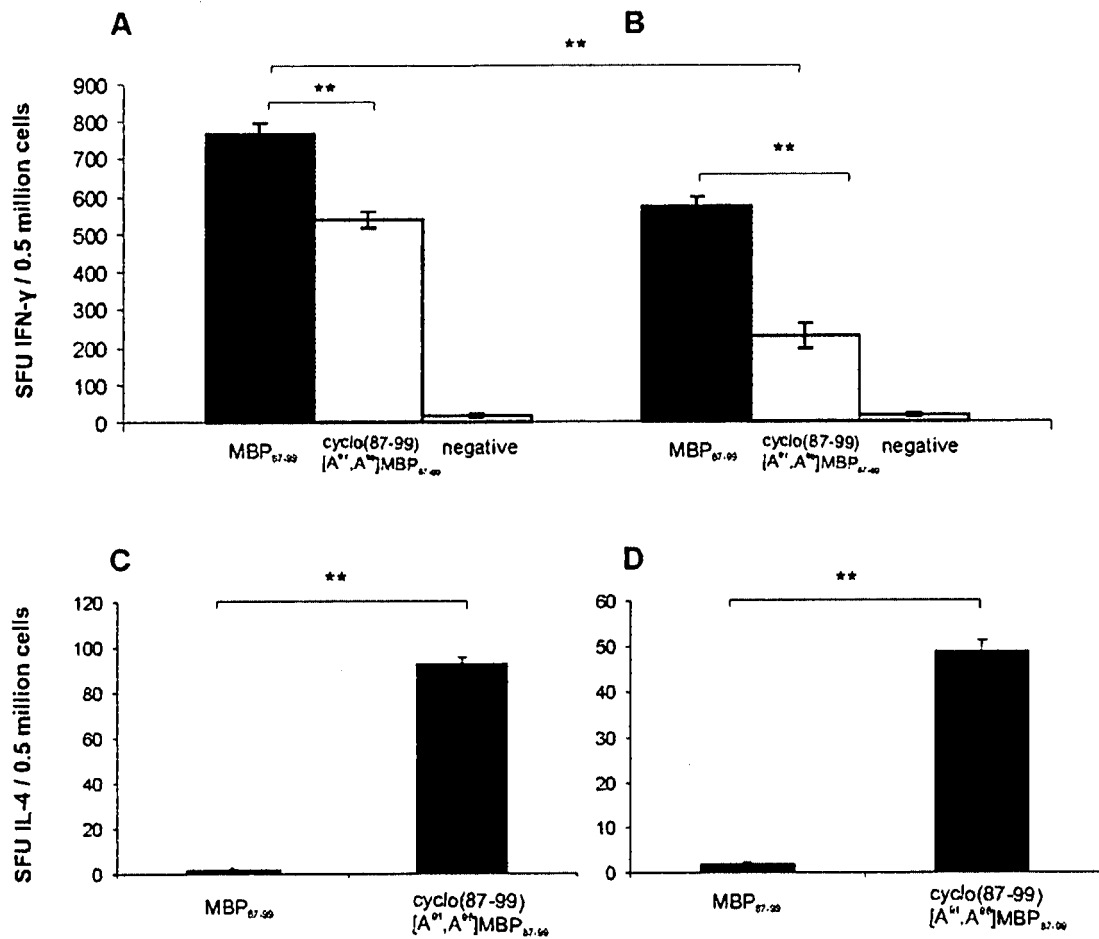 A
B
**
**
**
900
800
700
600
500
400
300
200
100
0
SFU IFN-γ / 0.5 million cells
MBP87-99
cyclo(87-99)
[A91,A96]MBP87-99
negative
MBP87-99
cyclo(87-99)
[A91,A96]MBP87-99
negative
C
D
**
**
120
100
80
60
40
20
0
SFU IL-4 / 0.5 million cells
60
50
40
30
20
10
0
MBP87-99
cyclo(87-99)
[A91,A96]MBP87-99
MBP87-99
cyclo(87-99)
[A91,A96]MBP87-99